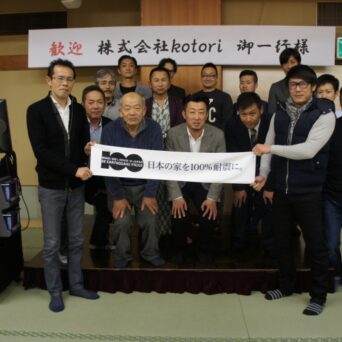 歓迎 株式会社kotori 御一行様
100
日本の家を100%耐震に。